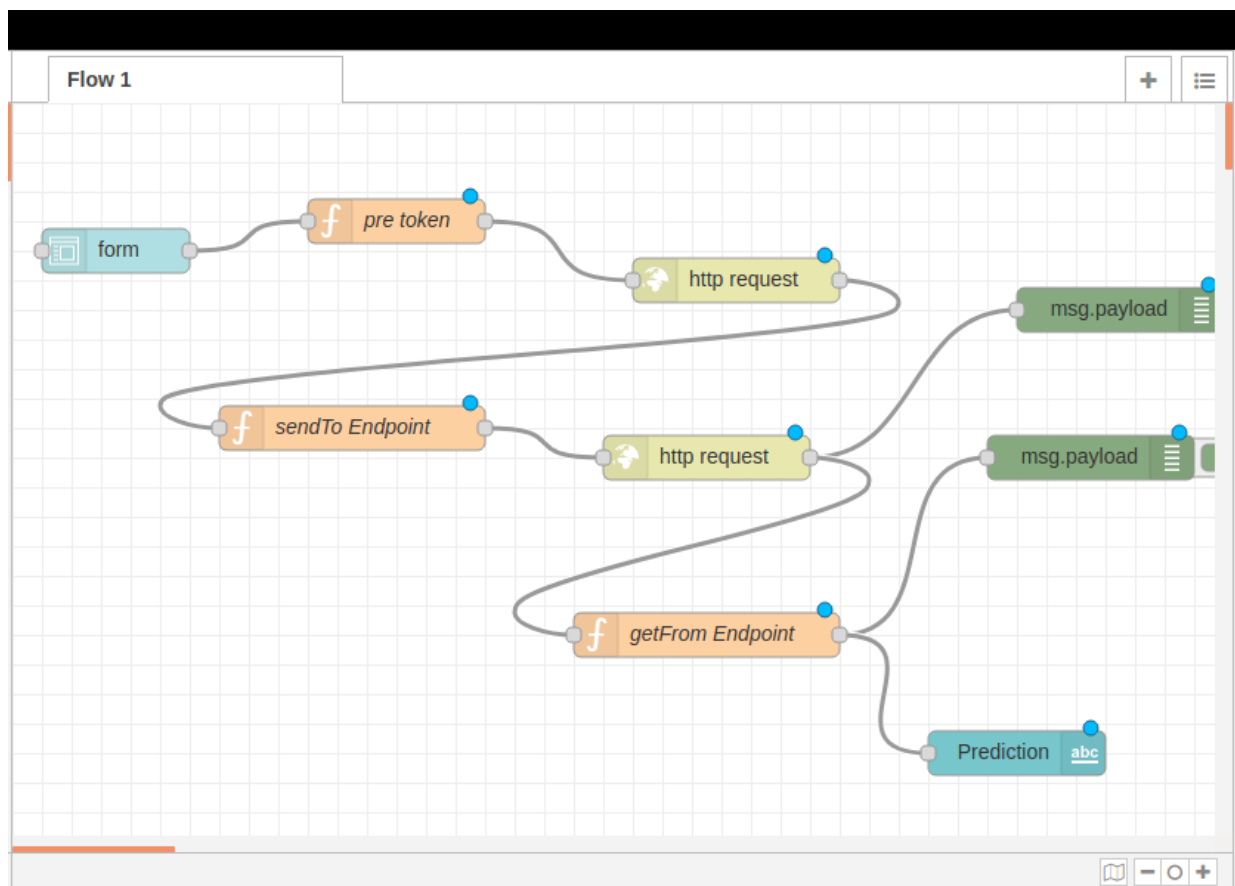 Flow 1
pre token
form
http request
msg.payload
sendTo Endpoint
http request
msg.payload
getFrom Endpoint
Prediction
abc